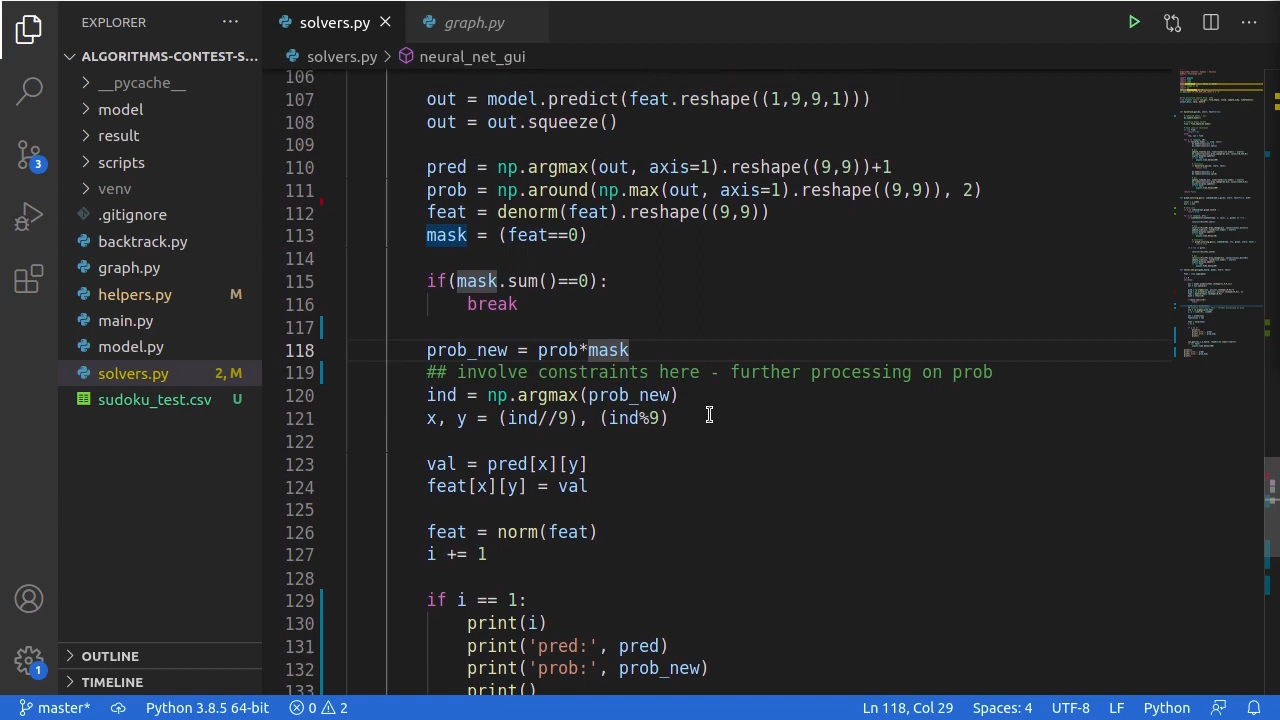 EXPLORER
ALGORITHMS-CONTEST-S...
__pycache__
model
result
scripts
venv
.gitignore
backtrack.py
graph.py
helpers.py M
main.py
model.py
solvers.py 2, M
sudoku_test.csv U
OUTLINE
TIMELINE
3
1
solvers.py
graph.py
solvers.py > neural_net_gui
106
107 out = model.predict(feat.reshape((1,9,9,1)))
108 out = out.squeeze()
109
110 pred = np.argmax(out, axis=1).reshape((9,9))+1
111 prob = np.around(np.max(out, axis=1).reshape((9,9)), 2)
112 feat = denorm(feat).reshape((9,9))
113 mask = (feat==0)
114
115 if(mask.sum()==0):
116 break
117
118 prob_new = prob*mask
119 ## involve constraints here - further processing on prob
120 ind = np.argmax(prob_new)
121 x, y = (ind//9), (ind%9)
122
123 val = pred[x][y]
124 feat[x][y] = val
125
126 feat = norm(feat)
127 i += 1
128
129 if i == 1:
130 print(i)
131 print('pred:', pred)
132 print('prob:', prob_new)
133 print()
master* Python 3.8.5 64-bit 0 2 Ln 118, Col 29 Spaces: 4 UTF-8 LF Python